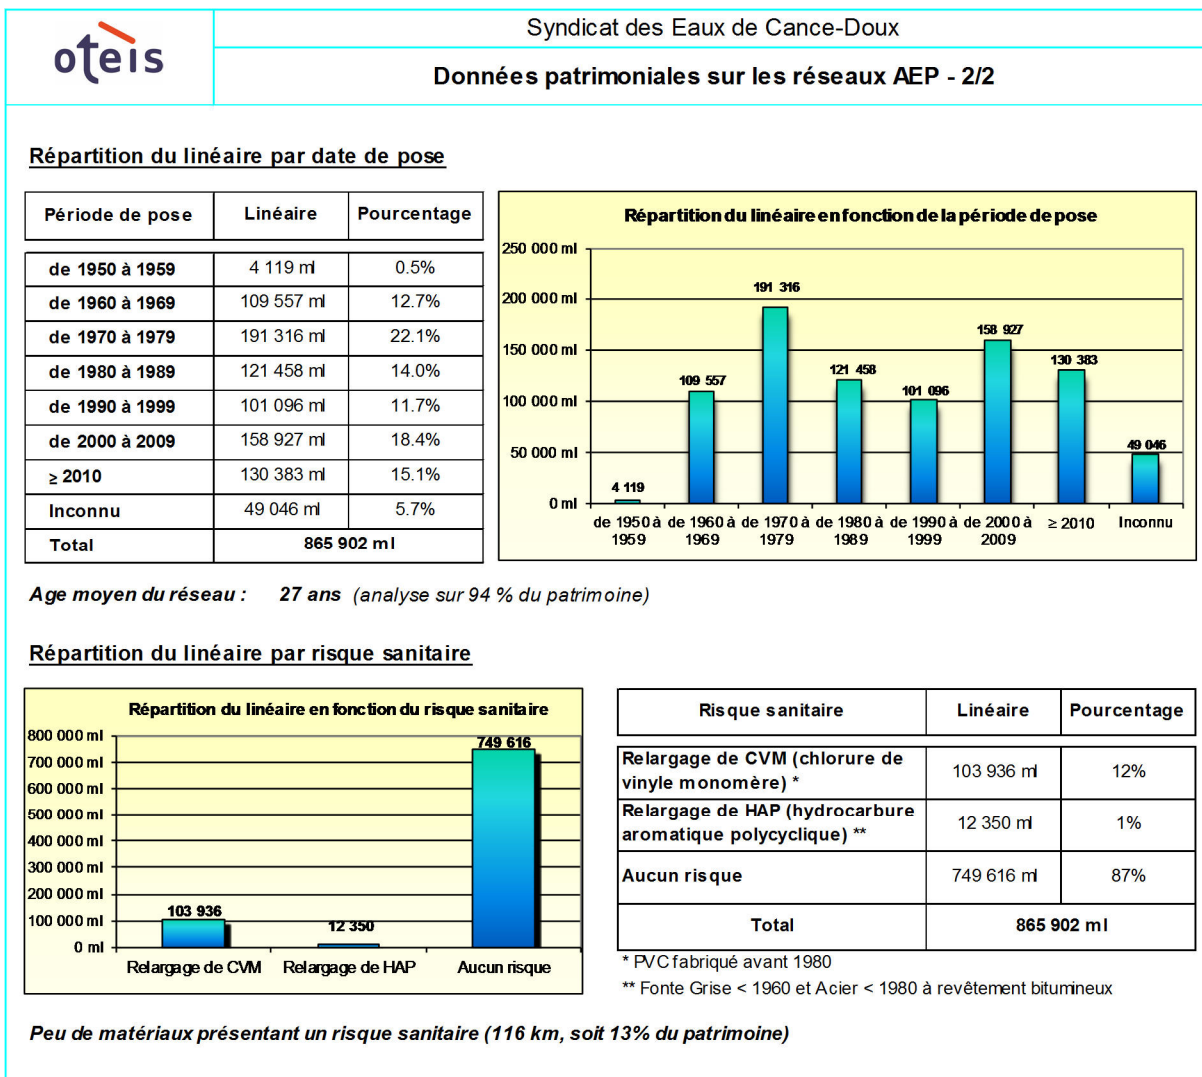 oteis
Syndicat des Eaux de Cance-Doux
Données patrimoniales sur les réseaux AEP - 2/2
Répartition du linéaire par date de pose
Période de pose Linéaire Pourcentage
de 1950 à 1959 4 119 ml 0.5%
de 1960 à 1969 109 557 ml 12.7%
de 1970 à 1979 191 316 ml 22.1%
de 1980 à 1989 121 458 ml 14.0%
de 1990 à 1999 101 096 ml 11.7%
de 2000 à 2009 158 927 ml 18.4%
≥ 2010 130 383 ml 15.1%
Inconnu 49 046 ml 5.7%
Total 865 902 ml
Répartition du linéaire en fonction de la période de pose
250 000 ml
200 000 ml
150 000 ml
100 000 ml
50 000 ml
0 ml
4 119
109 557
191 316
121 458
101 096
158 927
130 383
49 046
de 1950 à de 1960 à de 1970 à de 1980 à de 1990 à de 2000 à ≥ 2010 Inconnu
1959 1969 1979 1989 1999 2009
Age moyen du réseau : 27 ans (analyse sur 94 % du patrimoine)
Répartition du linéaire par risque sanitaire
Répartition du linéaire en fonction du risque sanitaire
800 000 ml
700 000 ml
600 000 ml
500 000 ml
400 000 ml
300 000 ml
200 000 ml
100 000 ml
0 ml
103 936
12 350
749 616
Relargage de CVM Relargage de HAP Aucun risque
Risque sanitaire Linéaire Pourcentage
Relargage de CVM (chlorure de
vinyle monomère) * 103 936 ml 12%
Relargage de HAP (hydrocarbure
aromatique polycyclique) ** 12 350 ml 1%
Aucun risque 749 616 ml 87%
Total 865 902 ml
* PVC fabriqué avant 1980
** Fonte Grise < 1960 et Acier < 1980 à revêtement bitumineux
Peu de matériaux présentant un risque sanitaire (116 km, soit 13% du patrimoine)